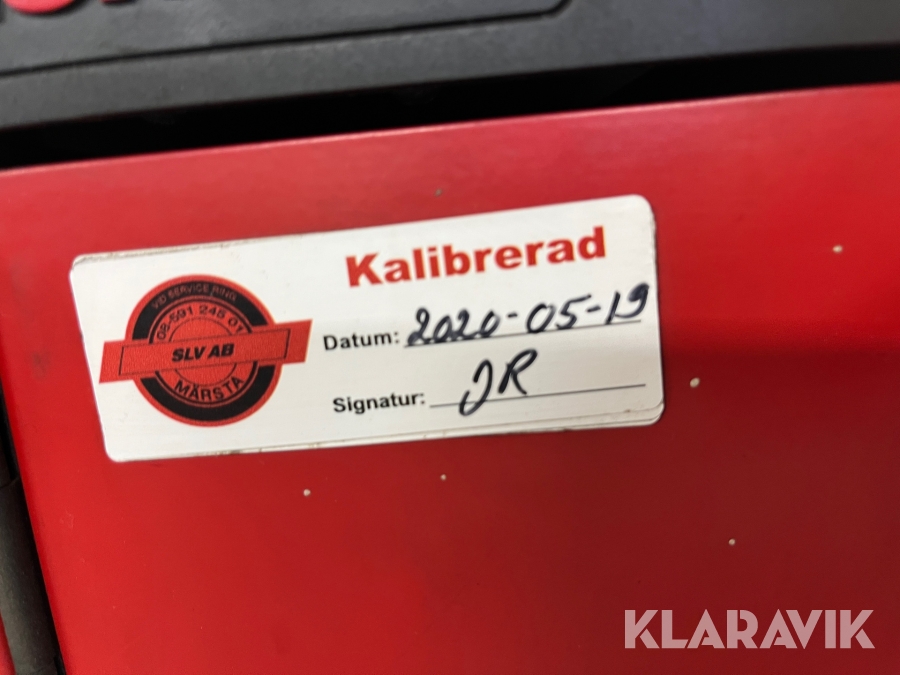 Kalibrerad
VID SERVICE RING
08-591 245 01
SLV AB
MÄRSTA
Datum: 2020-05-19
Signatur: JR
KLARAVIK